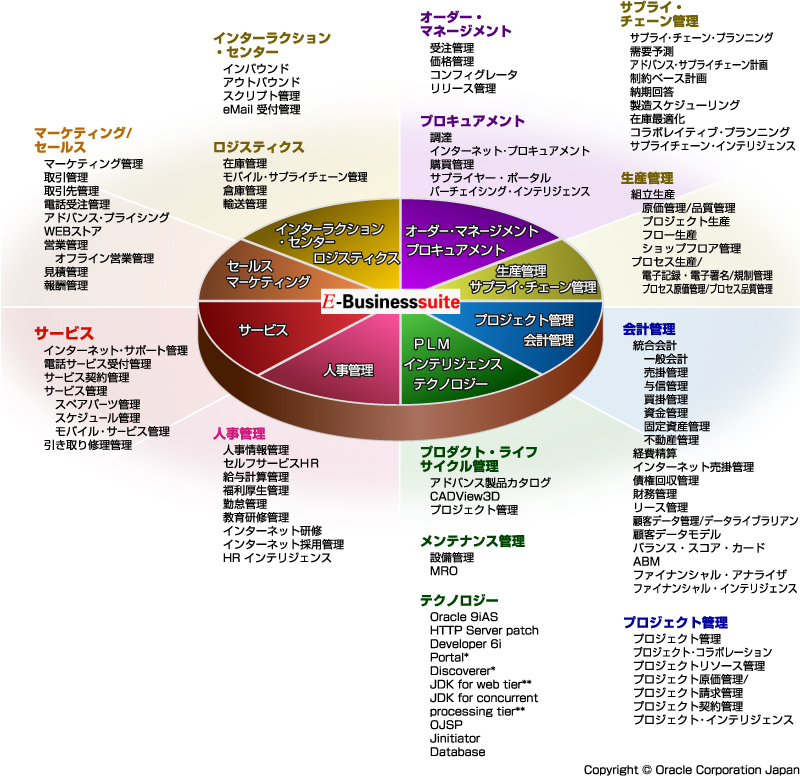 インターラクション
・センター
インバウンド
アウトバウンド
スクリプト管理
eMail 受付管理
オーダー・
マネージメント
受注管理
価格管理
コンフィグレータ
リリース管理
サプライ・
チェーン管理
サプライ・チェーン・プランニング
需要予測
アドバンス・サプライチェーン計画
制約ベース計画
納期回答
製造スケジューリング
在庫最適化
コラボレイティブ・プランニング
サプライチェーン・インテリジェンス
マーケティング/
セールス
マーケティング管理
取引管理
取引先管理
電話受注管理
アドバンス・プライシング
WEBストア
営業管理
オフライン営業管理
見積管理
報酬管理
ロジスティクス
在庫管理
モバイル・サプライチェーン管理
倉庫管理
輸送管理
プロキュアメント
調達
インターネット・プロキュアメント
購買管理
サプライヤー・ポータル
パーチェイシング・インテリジェンス
生産管理
組立生産
原価管理/品質管理
プロジェクト生産
フロー生産
ショップフロア管理
プロセス生産/
電子記録・電子署名/規制管理
プロセス原価管理/プロセス品質管理
インターラクション
・センター
ロジスティクス
オーダー・マネージメント
プロキュアメント
セールス
マーケティング
生産管理
サプライ・チェーン管理
E-Businesssuite
サービス
プロジェクト管理
会計管理
人事管理
PLM
インテリジェンス
テクノロジー
サービス
インターネット・サポート管理
電話サービス受付管理
サービス契約管理
サービス管理
スペアパーツ管理
スケジュール管理
モバイル・サービス管理
引き取り修理管理
人事管理
人事情報管理
セルフサービスHR
給与計算管理
福利厚生管理
勤怠管理
教育研修管理
インターネット研修
インターネット採用管理
HR インテリジェンス
プロダクト・ライフ
サイクル管理
アドバンス製品カタログ
CADView3D
プロジェクト管理
メンテナンス管理
設備管理
MRO
テクノロジー
Oracle 9iAS
HTTP Server patch
Developer 6i
Portal*
Discoverer*
JDK for web tier**
JDK for concurrent
processing tier**
OJSP
Jinitiator
Database
会計管理
統合会計
一般会計
売掛管理
与信管理
買掛管理
資金管理
固定資産管理
不動産管理
経費精算
インターネット売掛管理
債権回収管理
財務管理
リース管理
顧客データ管理/データライブラリアン
顧客データモデル
バランス・スコア・カード
ABM
ファイナンシャル・アナライザ
ファイナンシャル・インテリジェンス
プロジェクト管理
プロジェクト管理
プロジェクト・コラボレーション
プロジェクトリソース管理
プロジェクト原価管理/
プロジェクト請求管理
プロジェクト契約管理
プロジェクト・インテリジェンス
Copyright © Oracle Corporation Japan